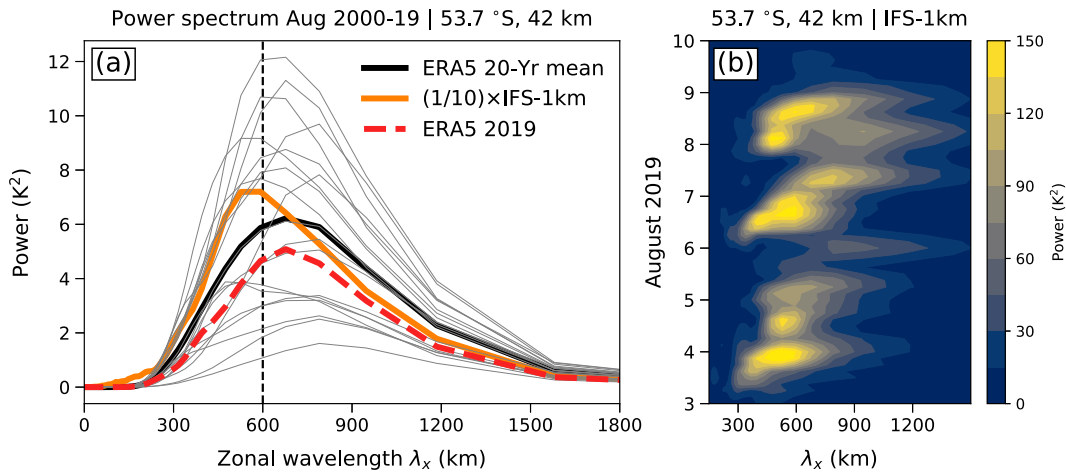 Power spectrum Aug 2000-19 | 53.7 °S, 42 km
(a)
ERA5 20-Yr mean
(1/10)×IFS-1km
ERA5 2019
Power (K²)
12
10
8
6
4
2
0
0 300 600 900 1200 1500 1800
Zonal wavelength λₓ (km)
53.7 °S, 42 km | IFS-1km
(b)
August 2019
10
9
8
7
6
5
4
3
300 600 900 1200
λₓ (km)
150
120
90
60
30
0
Power (K²)